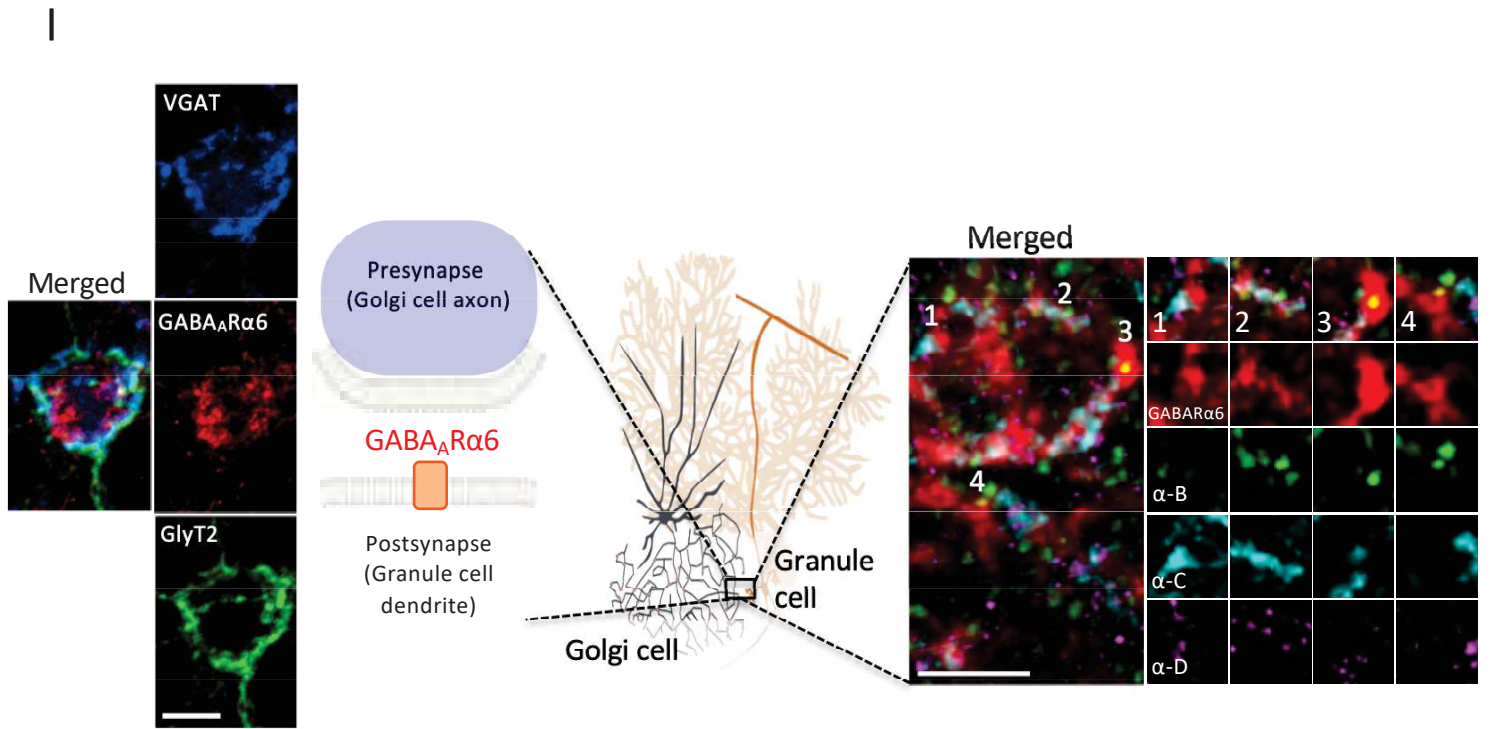 I
VGAT
Merged
GABAARα6
GlyT2
Presynapse
(Golgi cell axon)
GABAARα6
Postsynapse
(Granule cell
dendrite)
Golgi cell
Granule
cell
Merged
1
2
3
4
1
2
3
4
GABARα6
α-B
α-C
α-D